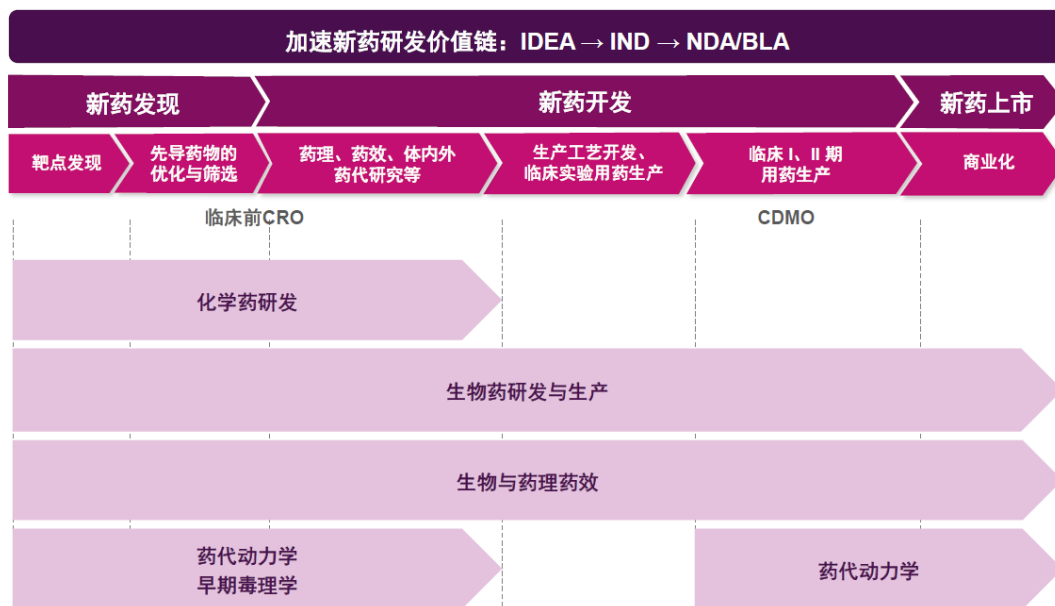 加速新药研发价值链：IDEA → IND → NDA/BLA
新药发现
新药开发
新药上市
靶点发现
先导药物的
优化与筛选
药理、药效、体内外
药代研究等
生产工艺开发、
临床实验用药生产
临床 I、II 期
用药生产
商业化
临床前CRO
CDMO
化学药研发
生物药研发与生产
生物与药理药效
药代动力学
早期毒理学
药代动力学